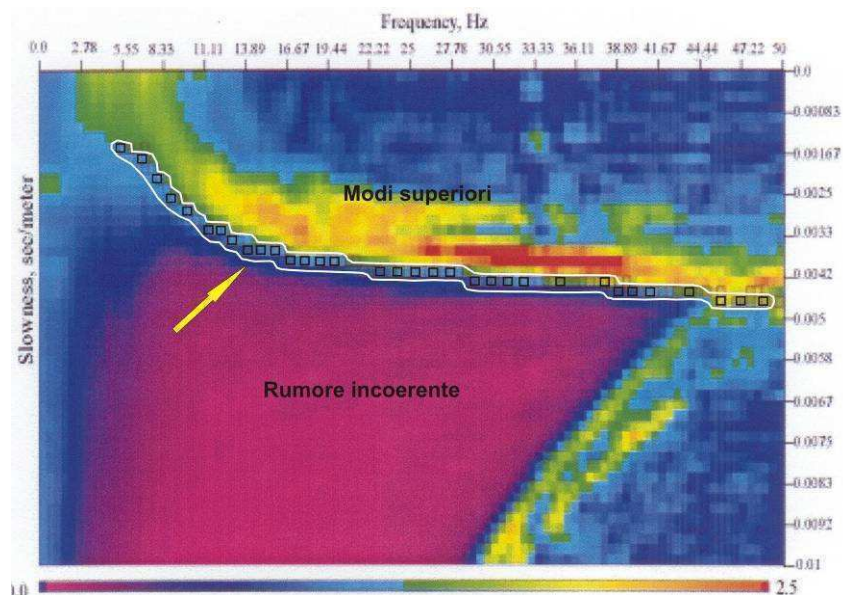 Frequency, Hz
0.0 2.78 5.55 8.33 11.11 13.89 16.67 19.44 22.22 25 27.78 30.55 33.33 36.11 38.89 41.67 44.44 47.22 50
Slowness, sec/meter
0.0
0.00083
0.00167
0.0025
0.0033
0.0042
0.005
0.0058
0.0067
0.0075
0.0083
0.0092
0.01
Modi superiori
Rumore incoerente
0.0 2.5